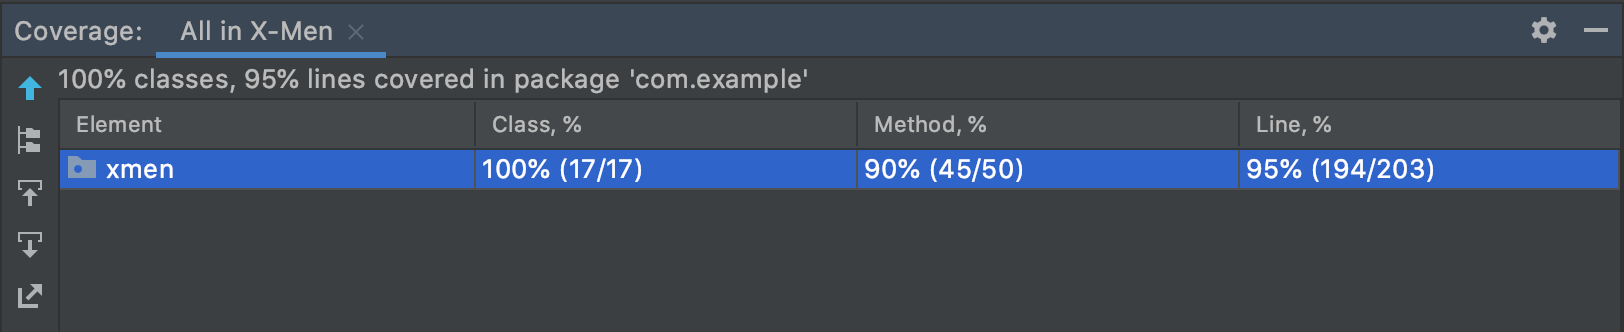 Coverage: All in X-Men
100% classes, 95% lines covered in package 'com.example'
Element Class, % Method, % Line, %
xmen 100% (17/17) 90% (45/50) 95% (194/203)